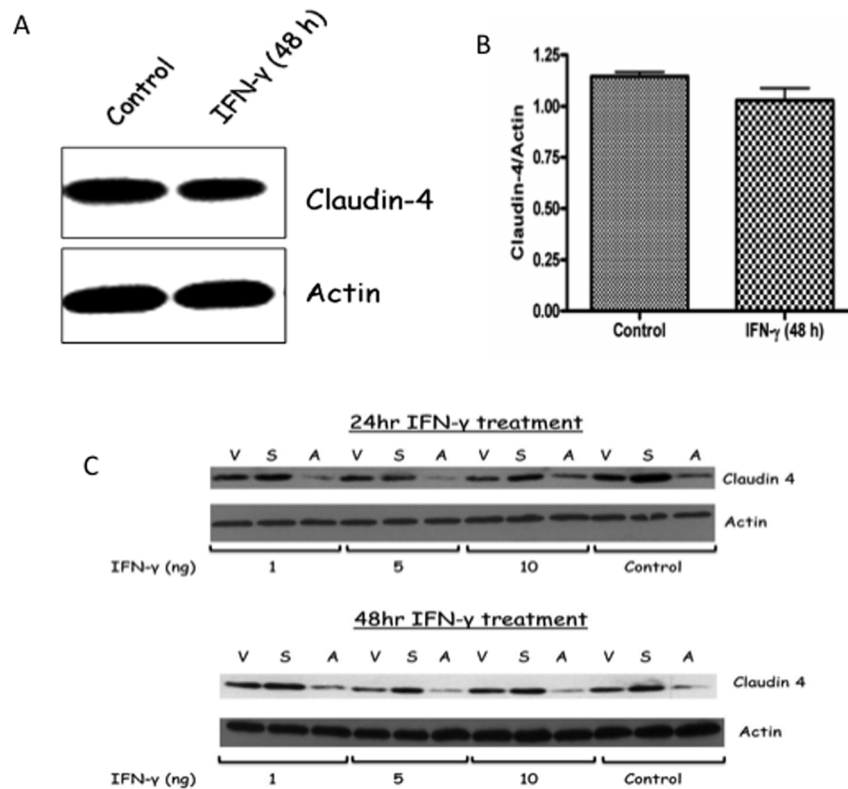 A
Control IFN-γ (48 h)
Claudin-4
Actin
B
Claudin-4/Actin
1.25
1.00
0.75
0.50
0.25
0.00
Control IFN-γ (48 h)
C
24hr IFN-γ treatment
V S A V S A V S A V S A
Claudin 4
Actin
IFN-γ (ng) 1 5 10 Control
48hr IFN-γ treatment
V S A V S A V S A V S A
Claudin 4
Actin
IFN-γ (ng) 1 5 10 Control